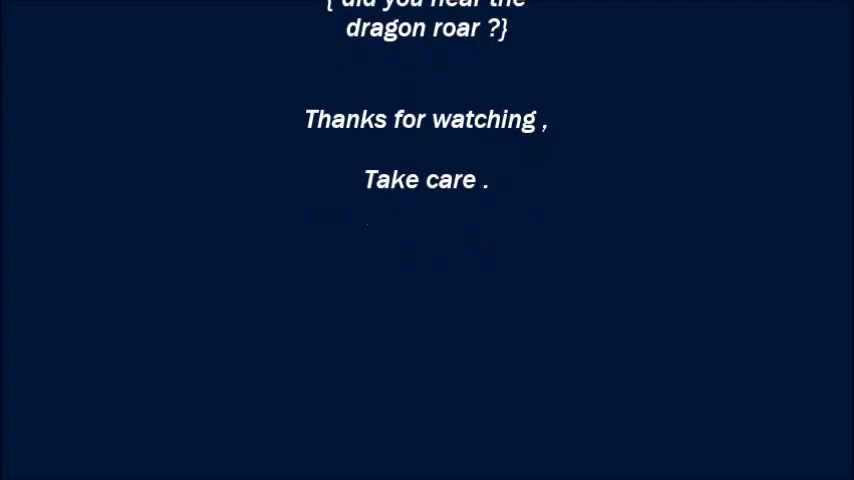 { did you hear the
dragon roar ?}
Thanks for watching ,
Take care .